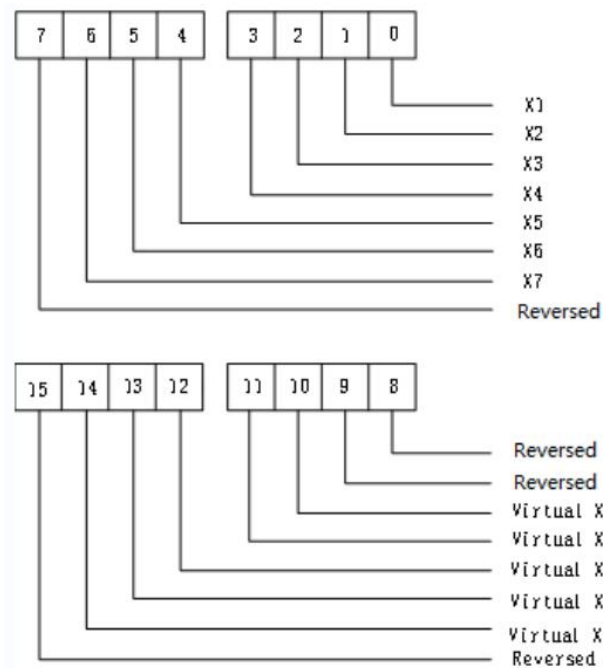 7 6 5 4 3 2 1 0
X1
X2
X3
X4
X5
X6
X7
Reversed
15 14 13 12 11 10 9 8
Reversed
Reversed
Virtual X
Virtual X
Virtual X
Virtual X
Virtual X
Reversed